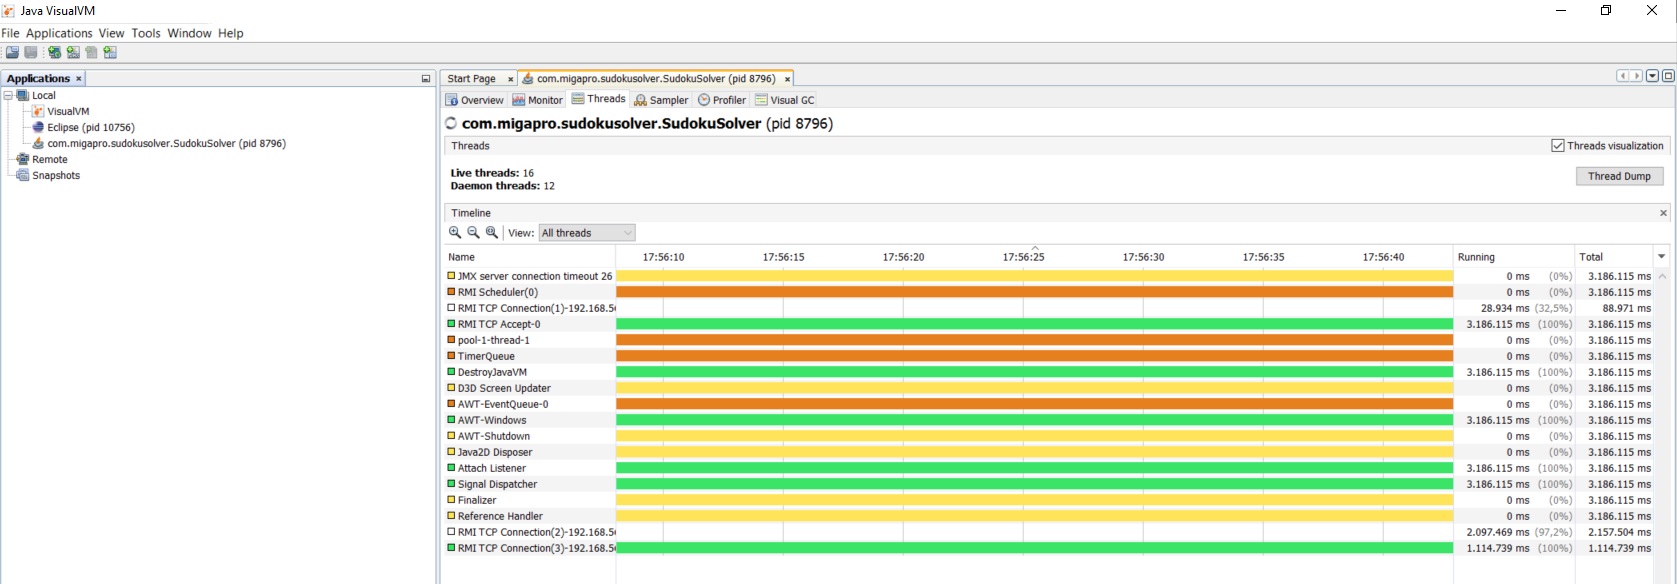 Java VisualVM
File Applications View Tools Window Help
Applications
Local
VisualVM
Eclipse (pid 10756)
com.migapro.sudokusolver.SudokuSolver (pid 8796)
Remote
Snapshots
Start Page com.migapro.sudokusolver.SudokuSolver (pid 8796)
Overview Monitor Threads Sampler Profiler Visual GC
com.migapro.sudokusolver.SudokuSolver (pid 8796)
Threads Threads visualization
Live threads: 16
Daemon threads: 12
Thread Dump
Timeline
View: All threads
Name 17:56:10 17:56:15 17:56:20 17:56:25 17:56:30 17:56:35 17:56:40 Running Total
JMX server connection timeout 26 0 ms (0%) 3.186.115 ms
RMI Scheduler(0) 0 ms (0%) 3.186.115 ms
RMI TCP Connection(1)-192.168.5 28.934 ms (32,5%) 88.971 ms
RMI TCP Accept-0 3.186.115 ms (100%) 3.186.115 ms
pool-1-thread-1 0 ms (0%) 3.186.115 ms
TimerQueue 0 ms (0%) 3.186.115 ms
DestroyJavaVM 3.186.115 ms (100%) 3.186.115 ms
D3D Screen Updater 0 ms (0%) 3.186.115 ms
AWT-EventQueue-0 0 ms (0%) 3.186.115 ms
AWT-Windows 3.186.115 ms (100%) 3.186.115 ms
AWT-Shutdown 0 ms (0%) 3.186.115 ms
Java2D Disposer 0 ms (0%) 3.186.115 ms
Attach Listener 3.186.115 ms (100%) 3.186.115 ms
Signal Dispatcher 3.186.115 ms (100%) 3.186.115 ms
Finalizer 0 ms (0%) 3.186.115 ms
Reference Handler 0 ms (0%) 3.186.115 ms
RMI TCP Connection(2)-192.168.5 2.097.469 ms (97,2%) 2.157.504 ms
RMI TCP Connection(3)-192.168.5 1.114.739 ms (100%) 1.114.739 ms